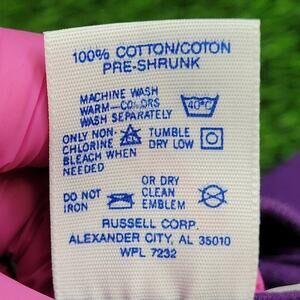 100% COTTON/COTON
PRE-SHRUNK
MACHINE WASH
WARM-COLORS
WASH SEPARATELY
40°C
ONLY NON-
CHLORINE
BLEACH WHEN
NEEDED
TUMBLE
DRY LOW
DO NOT
IRON
OR DRY
CLEAN
EMBLEM
RUSSELL CORP.
ALEXANDER CITY, AL 35010
WPL 7232